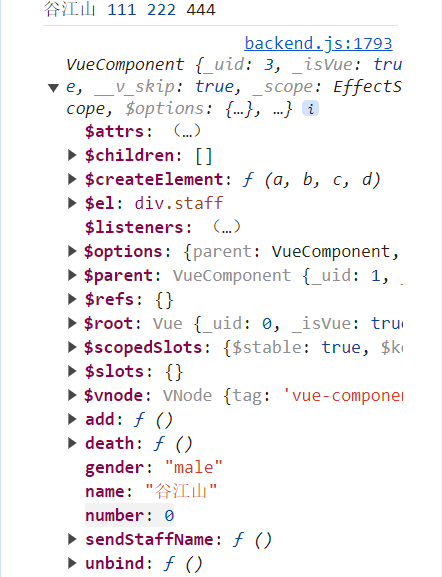 谷江山 111 222 444
backend.js:1793
VueComponent {_uid: 3, _isVue: tru
e, __v_skip: true, _scope: EffectS
cope, $options: {…}, …} i
$attrs: （…）
$children: []
$createElement: ƒ (a, b, c, d)
$el: div.staff
$listeners: （…）
$options: {parent: VueComponent,
$parent: VueComponent {_uid: 1, _
$refs: {}
$root: Vue {_uid: 0, _isVue: true
$scopedSlots: {$stable: true, $k
$slots: {}
$vnode: VNode {tag: 'vue-componen
add: ƒ ()
death: ƒ ()
gender: "male"
name: "谷江山"
number: 0
sendStaffName: ƒ ()
unbind: ƒ ()